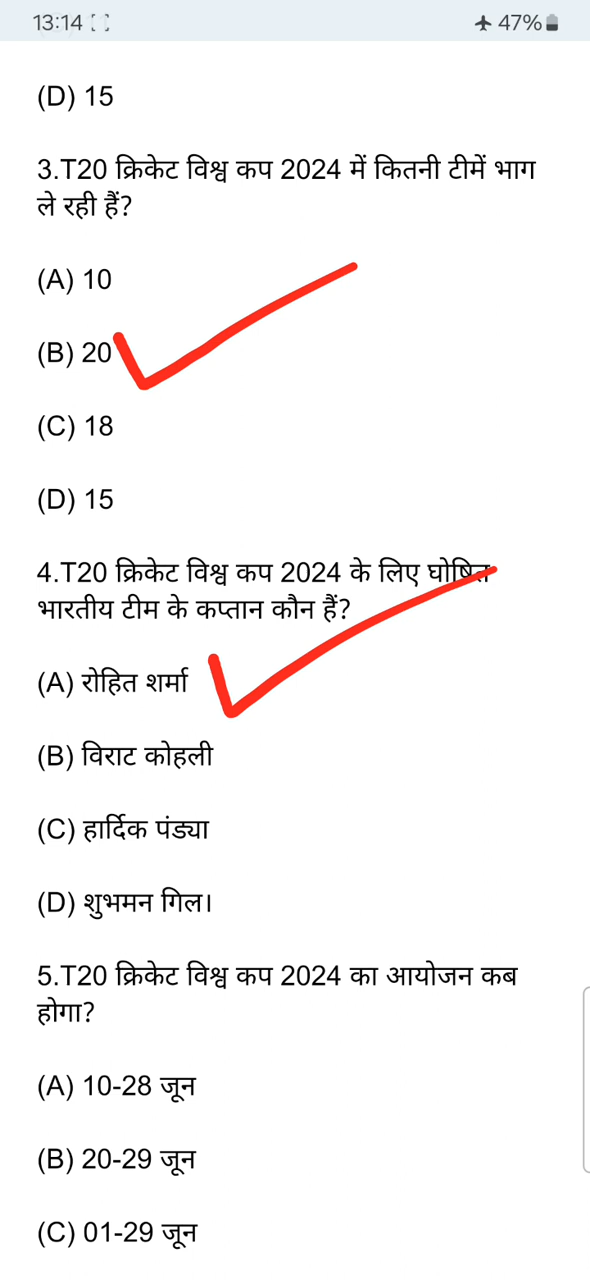 13:14
47%
(D) 15
3.T20 क्रिकेट विश्व कप 2024 में कितनी टीमें भाग
ले रही हैं?
(A) 10
(B) 20
(C) 18
(D) 15
4.T20 क्रिकेट विश्व कप 2024 के लिए घोषित
भारतीय टीम के कप्तान कौन हैं?
(A) रोहित शर्मा
(B) विराट कोहली
(C) हार्दिक पंड्या
(D) शुभमन गिल।
5.T20 क्रिकेट विश्व कप 2024 का आयोजन कब
होगा?
(A) 10-28 जून
(B) 20-29 जून
(C) 01-29 जून